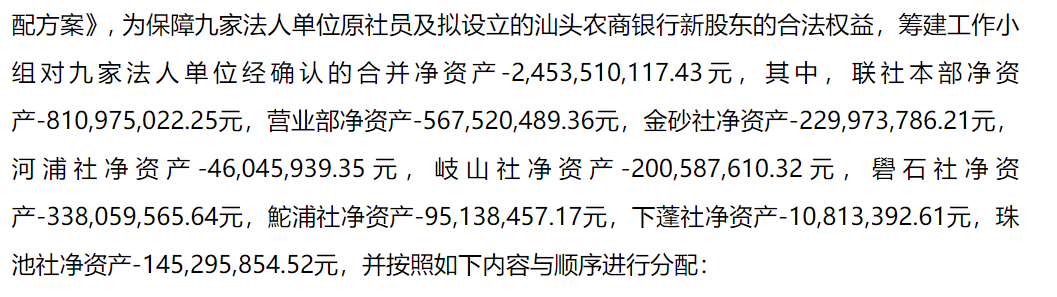 配方案》，为保障九家法人单位原社员及拟设立的汕头农商银行新股东的合法权益，筹建工作小
组对九家法人单位经确认的合并净资产-2,453,510,117.43元，其中，联社本部净资
产-810,975,022.25元，营业部净资产-567,520,489.36元，金砂社净资产-229,973,786.21元，
河浦社净资产-46,045,939.35元，岐山社净资产-200,587,610.32元，礐石社净资
产-338,059,565.64元，鮀浦社净资产-95,138,457.17元，下蓬社净资产-10,813,392.61元，珠
池社净资产-145,295,854.52元，并按照如下内容与顺序进行分配：